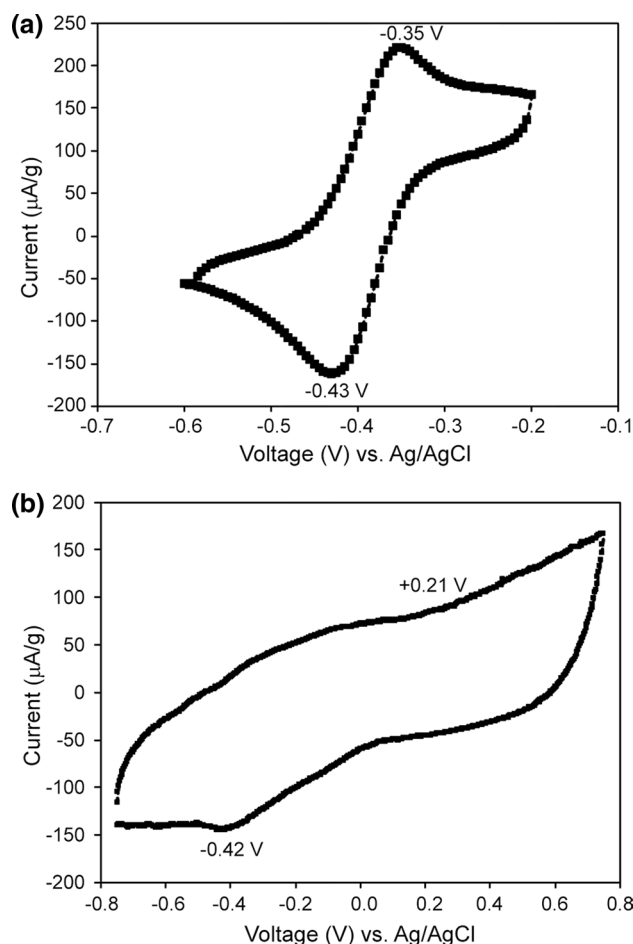 (a)
-0.35 V
250
200
150
100
50
0
-50
-100
-150
-200
Current (µA/g)
-0.43 V
-0.7 -0.6 -0.5 -0.4 -0.3 -0.2 -0.1
Voltage (V) vs. Ag/AgCl
(b)
200
150
100
50
0
-50
-100
-150
-200
Current (µA/g)
+0.21 V
-0.42 V
-0.8 -0.6 -0.4 -0.2 0.0 0.2 0.4 0.6 0.8
Voltage (V) vs. Ag/AgCl